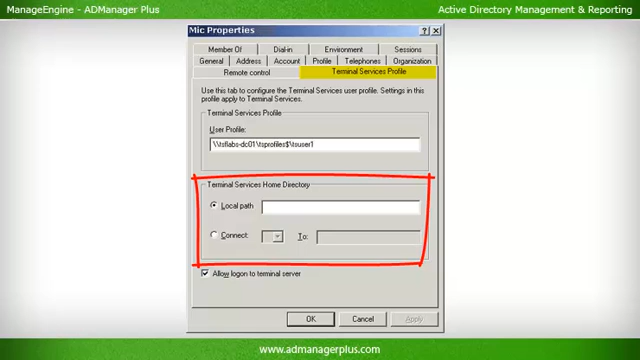 ManageEngine - ADManager Plus
Active Directory Management & Reporting
Mic Properties
Member Of Dial-in Environment Sessions
General Address Account Profile Telephones Organization
Remote control Terminal Services Profile
Use this tab to configure the Terminal Services user profile. Settings in this
profile apply to Terminal Services.
Terminal Services Profile
User Profile:
\\tsflabs-dc01\tsprofiles$\tsuser1
Terminal Services Home Directory
Local path
Connect: To:
Allow logon to terminal server
OK Cancel Apply
www.admanagerplus.com